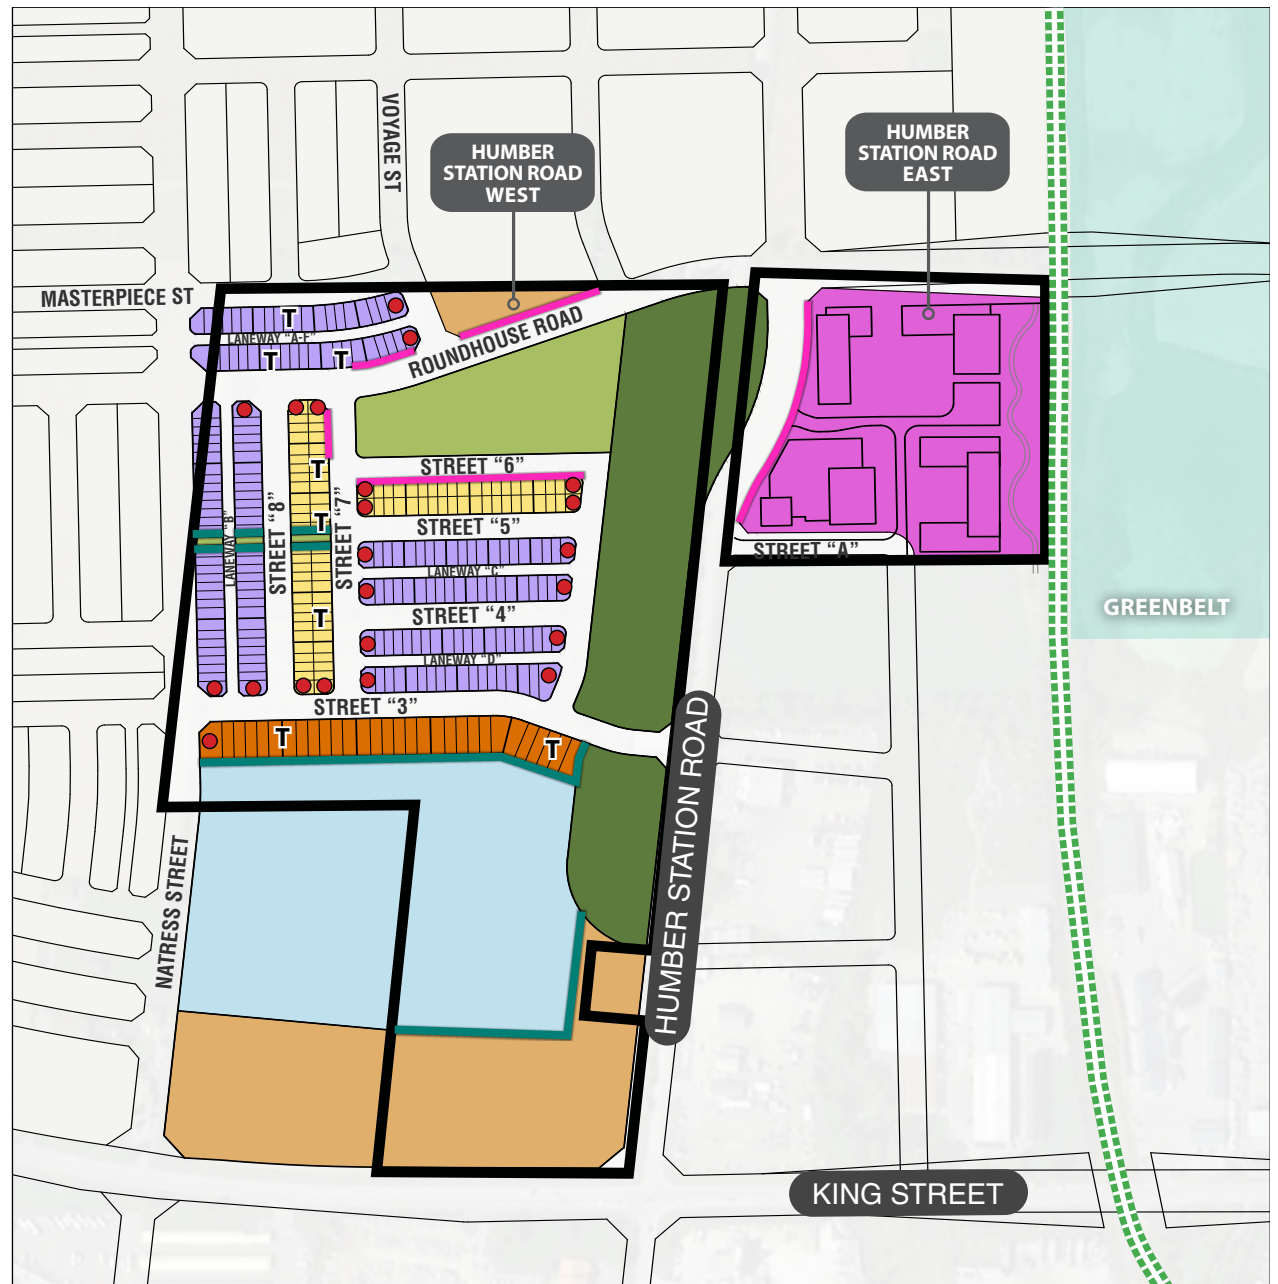 VOYAGE ST
HUMBER
STATION ROAD
WEST
HUMBER
STATION ROAD
EAST
MASTERPIECE ST
T
LANEWAY "A-F"
T
T
ROUNDHOUSE ROAD
STREET “6”
T
STREET “8”
STREET “7”
T
LANEWAY "B"
STREET “5”
STREET “A”
LANEWAY "C"
STREET “4”
T
GREENBELT
LANEWAY "D"
STREET “3”
T
T
HUMBER STATION ROAD
NATRESS STREET
KING STREET